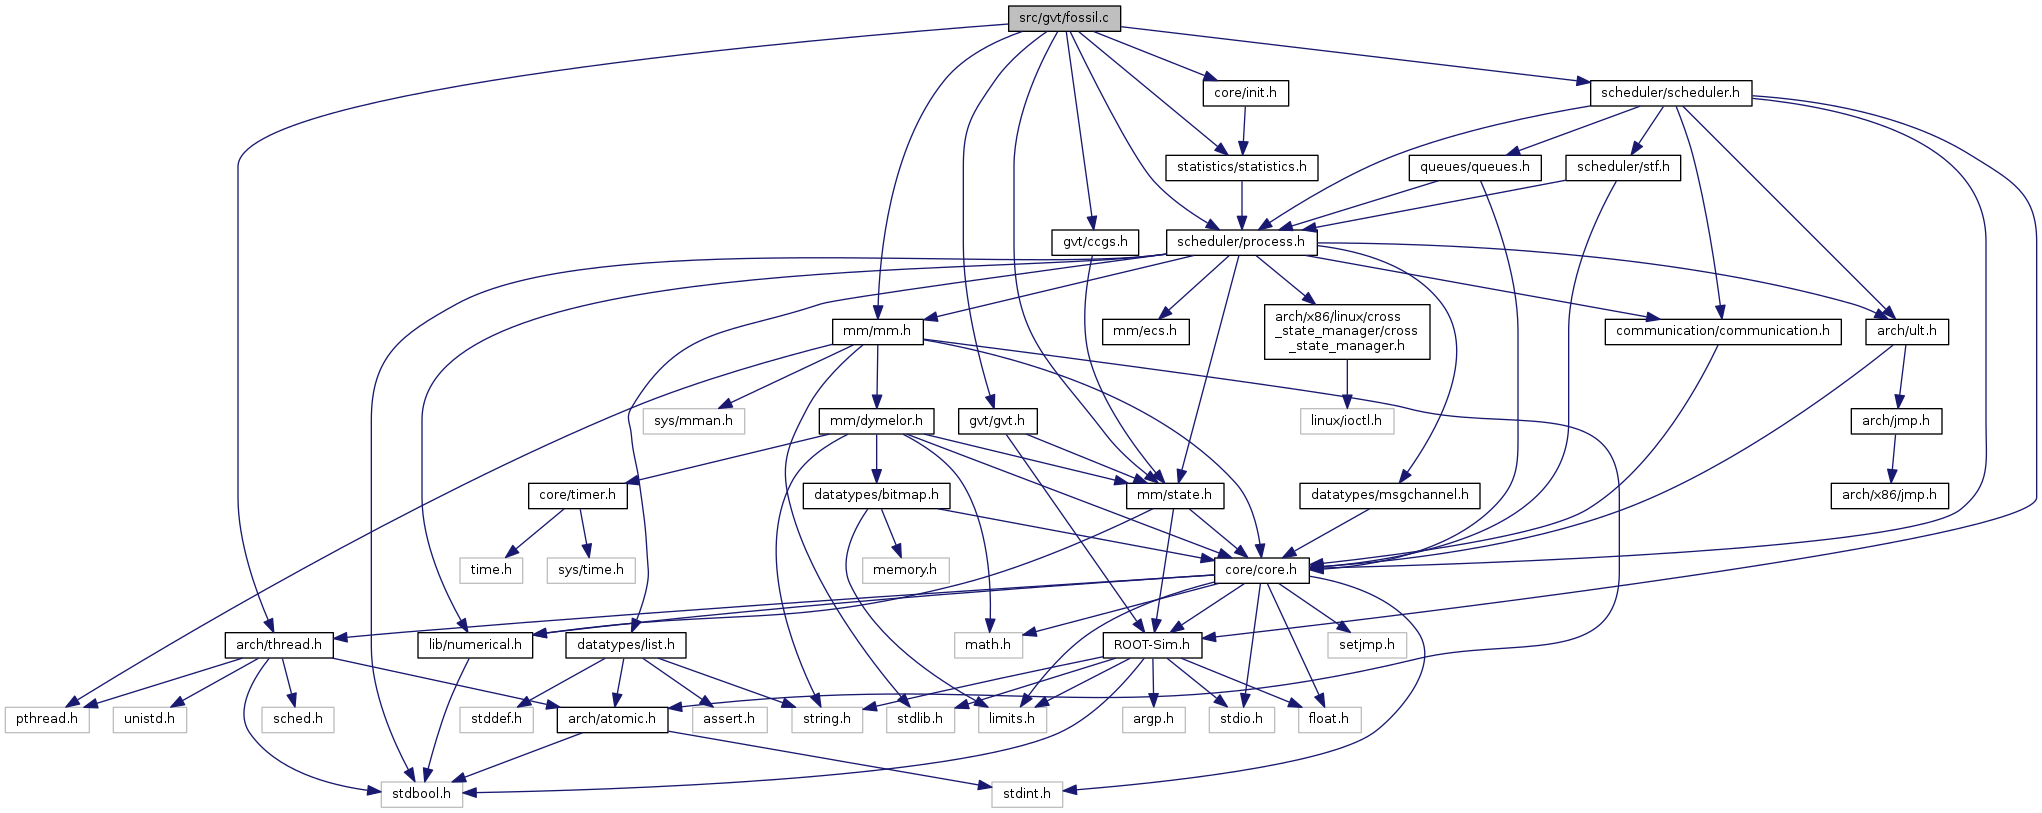 src/gvt/fossil.c
core/init.h
scheduler/scheduler.h
statistics/statistics.h
queues/queues.h
scheduler/stf.h
gvt/ccgs.h
scheduler/process.h
mm/mm.h
mm/ecs.h
arch/x86/linux/cross
_state_manager/cross
_state_manager.h
communication/communication.h
arch/ult.h
sys/mman.h
mm/dymelor.h
gvt/gvt.h
linux/ioctl.h
arch/jmp.h
core/timer.h
datatypes/bitmap.h
mm/state.h
datatypes/msgchannel.h
arch/x86/jmp.h
time.h
sys/time.h
memory.h
core/core.h
arch/thread.h
lib/numerical.h
datatypes/list.h
math.h
ROOT-Sim.h
setjmp.h
pthread.h
unistd.h
sched.h
stddef.h
arch/atomic.h
assert.h
string.h
stdlib.h
limits.h
argp.h
stdio.h
float.h
stdbool.h
stdint.h